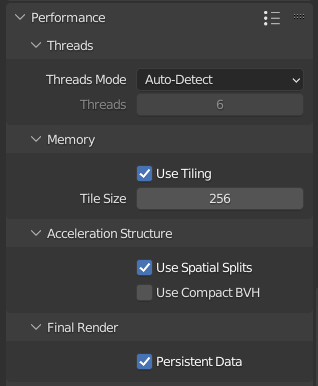 Performance
Threads
Threads Mode Auto-Detect
Threads 6
Memory
Use Tiling
Tile Size 256
Acceleration Structure
Use Spatial Splits
Use Compact BVH
Final Render
Persistent Data